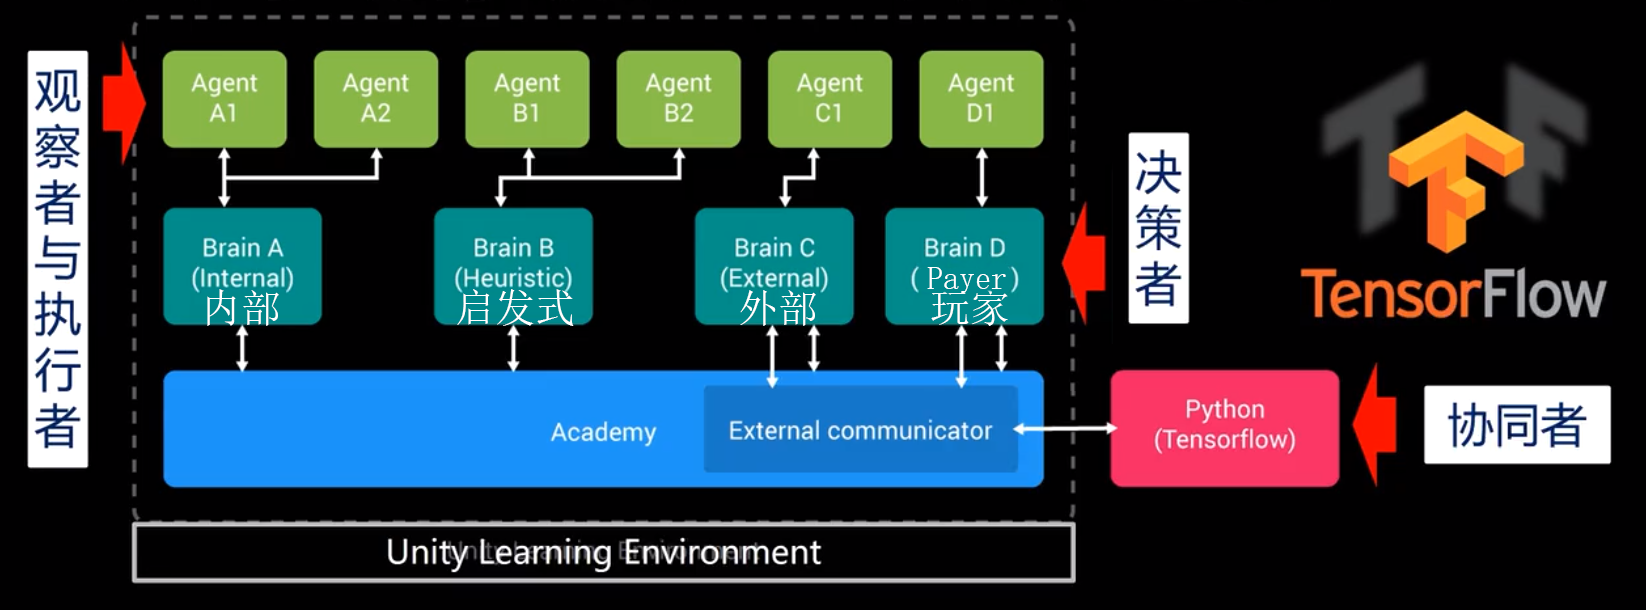 观察者与执行者
Agent
A1
Agent
A2
Agent
B1
Agent
B2
Agent
C1
Agent
D1
Brain A
(Internal)
内部
Brain B
(Heuristic)
启发式
Brain C
(External)
外部
Brain D
( Payer )
玩家
决策者
TF
TensorFlow
Academy
External communicator
Python
(Tensorflow)
协同者
Unity Learning Environment